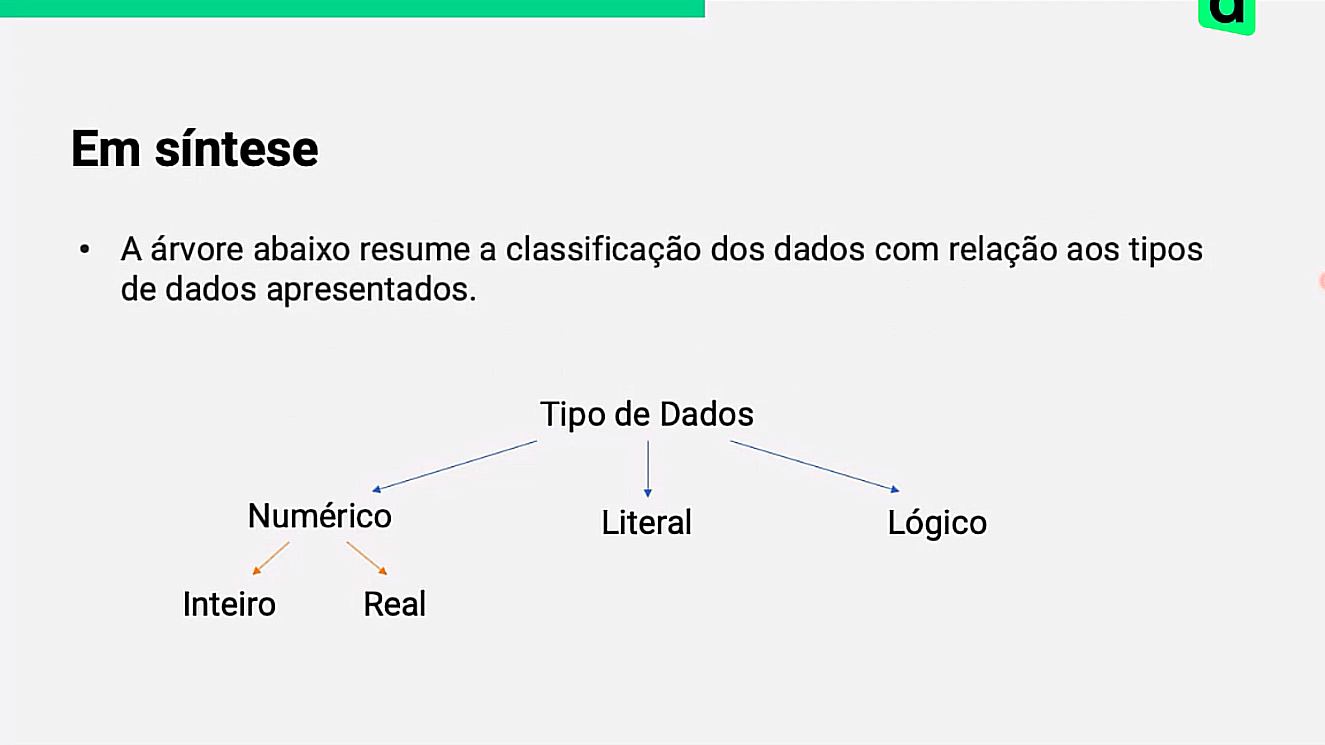 Em síntese
• A árvore abaixo resume a classificação dos dados com relação aos tipos
de dados apresentados.
Tipo de Dados
Numérico
Literal
Lógico
Inteiro
Real